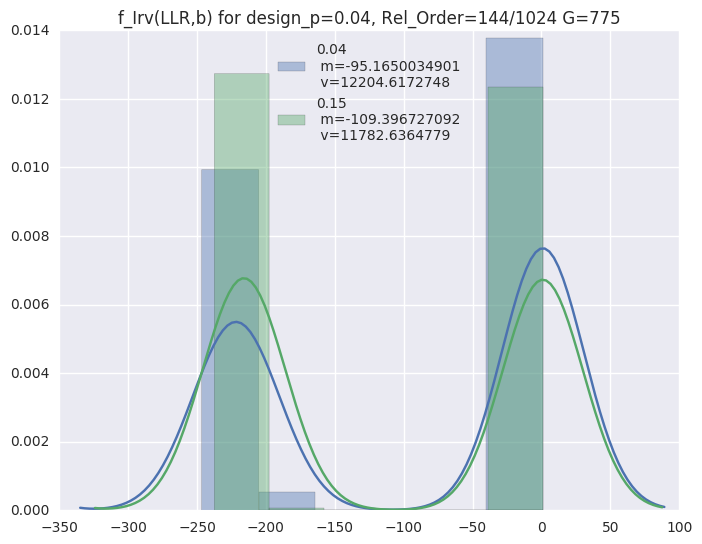 f_Irv(LLR,b) for design_p=0.04, Rel_Order=144/1024 G=775
0.014
0.012
0.010
0.008
0.006
0.004
0.002
0.000
0.04
m=-95.1650034901
v=12204.6172748
0.15
m=-109.396727092
v=11782.6364779
−350 −300 −250 −200 −150 −100 −50 0 50 100